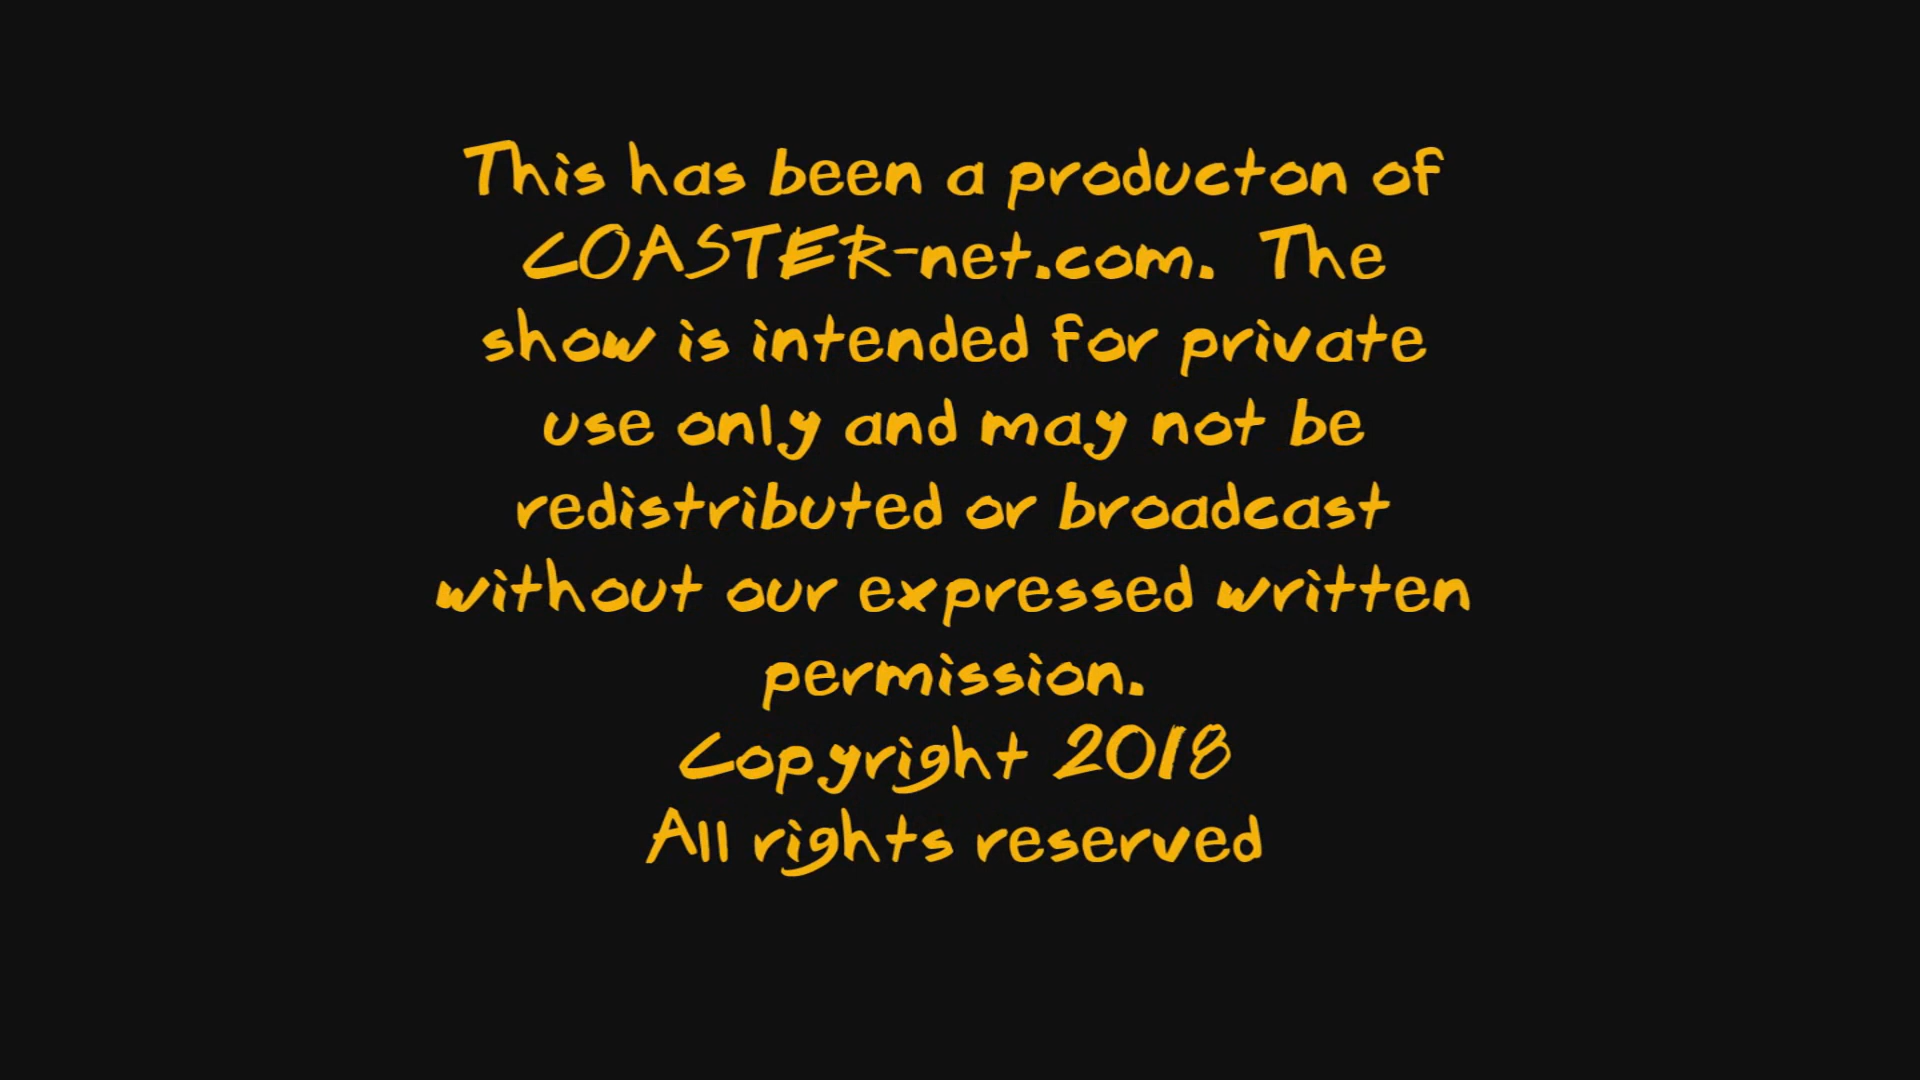 This has been a producton of
COASTER-net.com. The
show is intended for private
use only and may not be
redistributed or broadcast
without our expressed written
permission.
Copyright 2018
All rights reserved